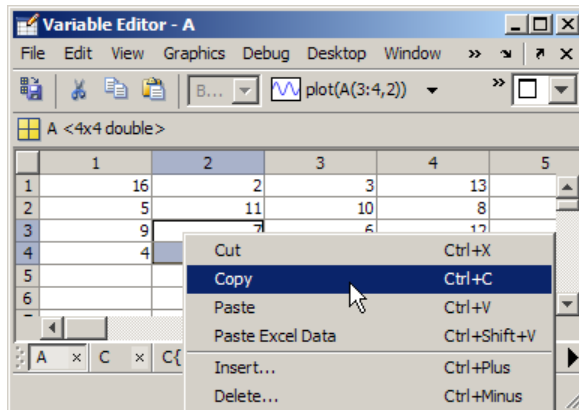 Variable Editor - A
File Edit View Graphics Debug Desktop Window »
B... plot(A(3:4,2)) »
A <4x4 double>
1 2 3 4 5
1 16 2 3 13
2 5 11 10 8
3 9 7 6 12
4 4
5
6
Cut Ctrl+X
Copy Ctrl+C
Paste Ctrl+V
Paste Excel Data Ctrl+Shift+V
A × C × C{
Insert... Ctrl+Plus
Delete... Ctrl+Minus